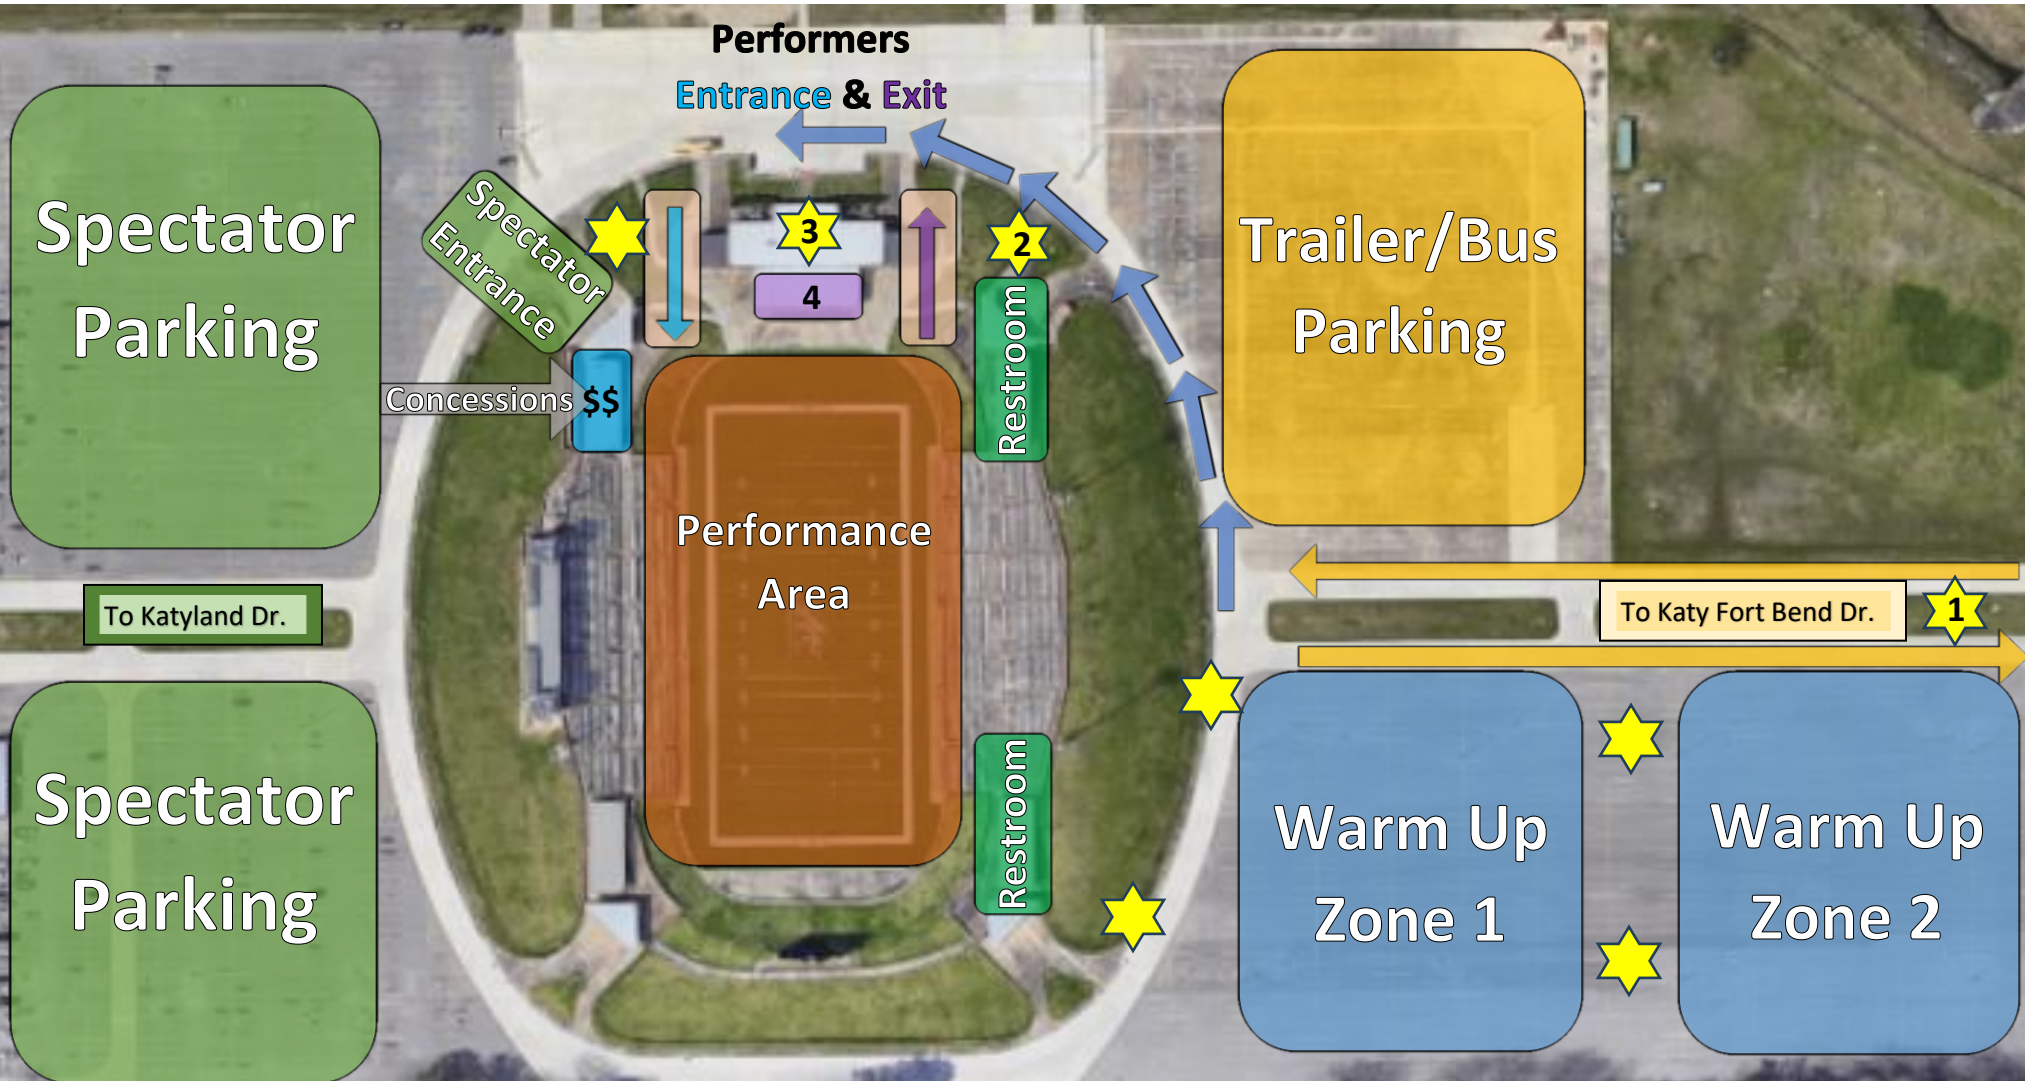 Performers
Entrance & Exit
Spectator
Parking
Spectator
Entrance
3
2
4
Trailer/Bus
Parking
Restroom
Concessions
$$
Performance
Area
To Katyland Dr.
To Katy Fort Bend Dr.
1
Spectator
Parking
Restroom
Warm Up
Zone 1
Warm Up
Zone 2